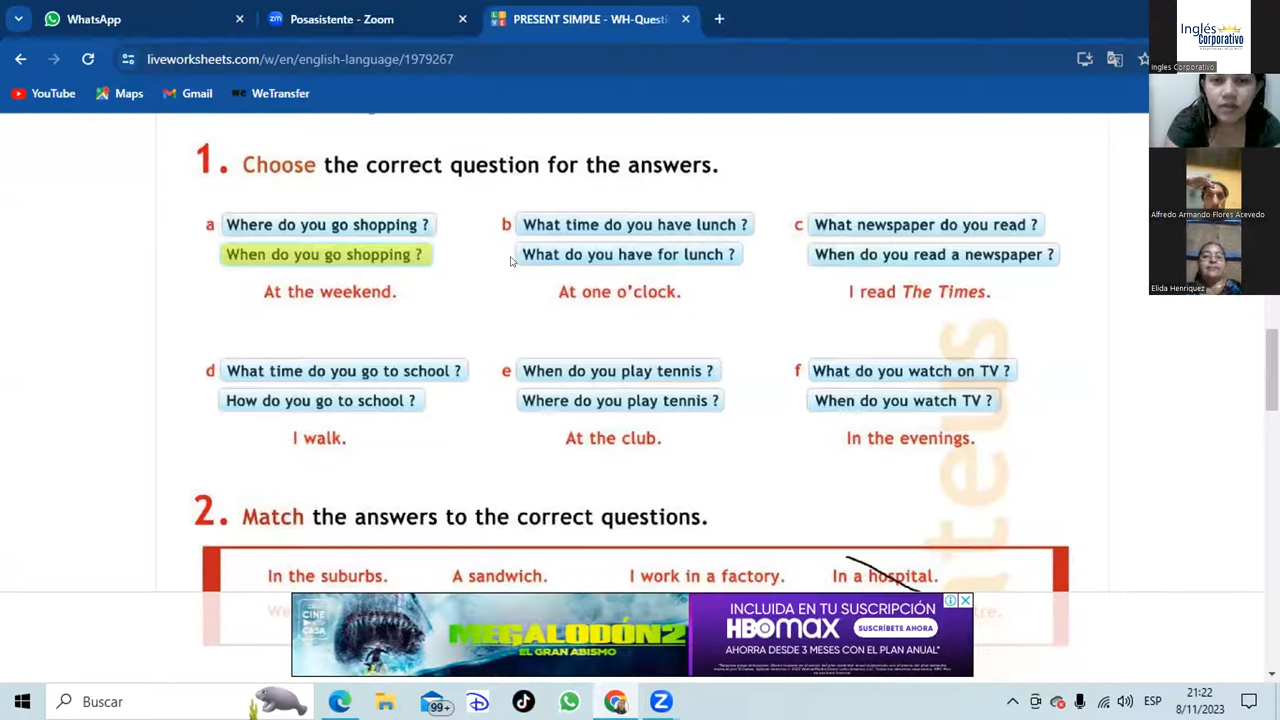 WhatsApp
Posasistente - Zoom
PRESENT SIMPLE - WH-Questi
liveworksheets.com/w/en/english-language/1979267
YouTube
Maps
Gmail
WeTransfer
Inglés
Corporativo
Ingles Corporativo
Alfredo Armando Flores Acevedo
Elida Henriquez
1. Choose the correct question for the answers.
a Where do you go shopping ?
When do you go shopping ?
At the weekend.
b What time do you have lunch ?
What do you have for lunch ?
At one o'clock.
c What newspaper do you read ?
When do you read a newspaper ?
I read The Times.
d What time do you go to school ?
How do you go to school ?
I walk.
e When do you play tennis ?
Where do you play tennis ?
At the club.
f What do you watch on TV ?
When do you watch TV ?
In the evenings.
2. Match the answers to the correct questions.
In the suburbs. A sandwich. I work in a factory. In a hospital.
CINE
CASA
MEGALODÓN2
EL GRAN ABISMO
INCLUIDA EN TU SUSCRIPCIÓN
HBOMAX
SUSCRÍBETE AHORA
AHORRA DESDE 3 MESES CON EL PLAN ANUAL*
Buscar
99+
ESP
21:22
8/11/2023